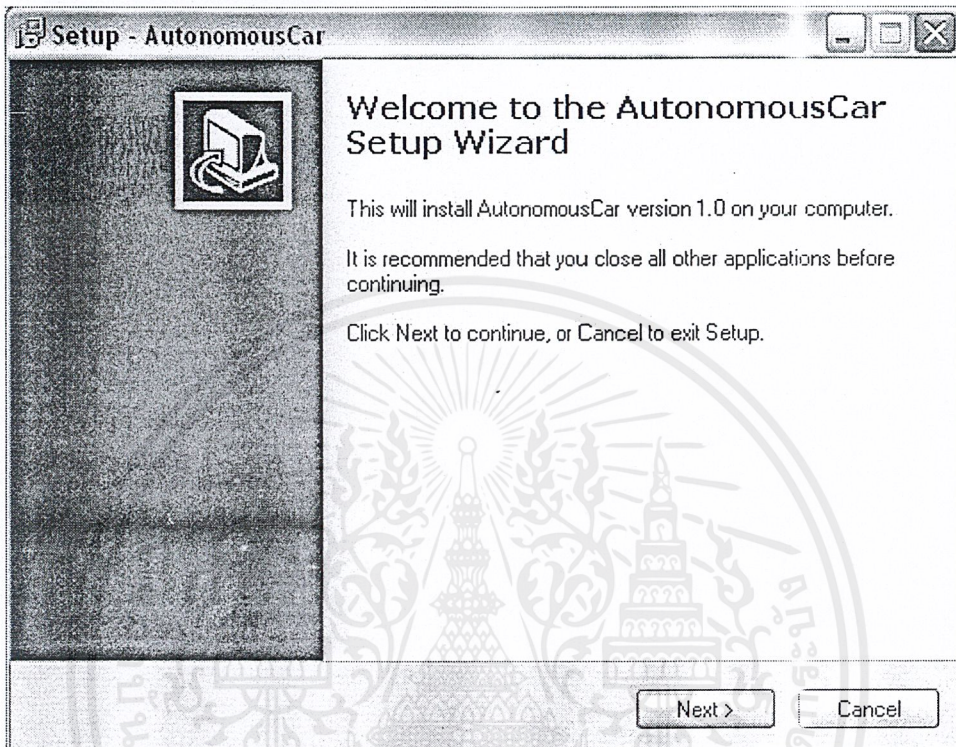 Setup - AutonomousCar
Welcome to the AutonomousCar
Setup Wizard
This will install AutonomousCar version 1.0 on your computer.
It is recommended that you close all other applications before
continuing.
Click Next to continue, or Cancel to exit Setup.
Next >
Cancel